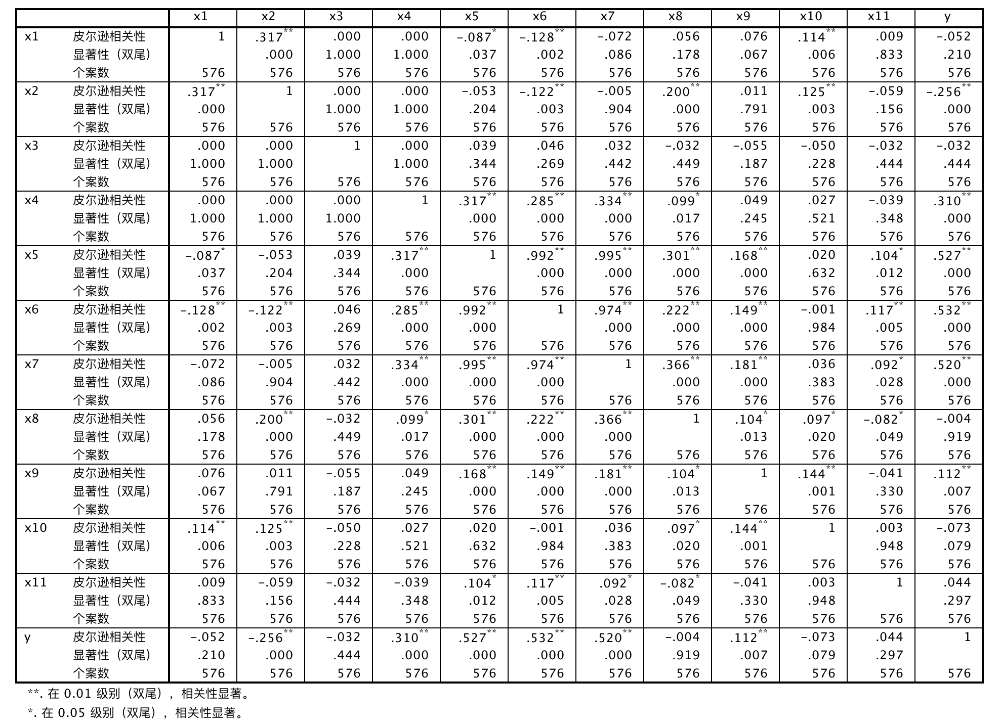 x1 x2 x3 x4 x5 x6 x7 x8 x9 x10 x11 y
x1 皮尔逊相关性 1 .317** .000 .000 –.087* –.128** –.072 .056 .076 .114** .009 –.052
显著性（双尾） .000 1.000 1.000 .037 .002 .086 .178 .067 .006 .833 .210
个案数 576 576 576 576 576 576 576 576 576 576 576 576
x2 皮尔逊相关性 .317** 1 .000 .000 –.053 –.122** –.005 .200** .011 .125** –.059 –.256**
显著性（双尾） .000 1.000 1.000 .204 .003 .904 .000 .791 .003 .156 .000
个案数 576 576 576 576 576 576 576 576 576 576 576 576
x3 皮尔逊相关性 .000 .000 1 .000 .039 .046 .032 –.032 –.055 –.050 –.032 –.032
显著性（双尾） 1.000 1.000 1.000 .344 .269 .442 .449 .187 .228 .444 .444
个案数 576 576 576 576 576 576 576 576 576 576 576 576
x4 皮尔逊相关性 .000 .000 .000 1 .317** .285** .334** .099* .049 .027 –.039 .310**
显著性（双尾） 1.000 1.000 1.000 .000 .000 .000 .017 .245 .521 .348 .000
个案数 576 576 576 576 576 576 576 576 576 576 576 576
x5 皮尔逊相关性 –.087* –.053 .039 .317** 1 .992** .995** .301** .168** .020 .104* .527**
显著性（双尾） .037 .204 .344 .000 .000 .000 .000 .000 .632 .012 .000
个案数 576 576 576 576 576 576 576 576 576 576 576 576
x6 皮尔逊相关性 –.128** –.122** .046 .285** .992** 1 .974** .222** .149** –.001 .117** .532**
显著性（双尾） .002 .003 .269 .000 .000 .000 .000 .000 .984 .005 .000
个案数 576 576 576 576 576 576 576 576 576 576 576 576
x7 皮尔逊相关性 –.072 –.005 .032 .334** .995** .974** 1 .366** .181** .036 .092* .520**
显著性（双尾） .086 .904 .442 .000 .000 .000 .000 .000 .383 .028 .000
个案数 576 576 576 576 576 576 576 576 576 576 576 576
x8 皮尔逊相关性 .056 .200** –.032 .099* .301** .222** .366** 1 .104* .097* –.082* –.004
显著性（双尾） .178 .000 .449 .017 .000 .000 .000 .013 .020 .049 .919
个案数 576 576 576 576 576 576 576 576 576 576 576 576
x9 皮尔逊相关性 .076 .011 –.055 .049 .168** .149** .181** .104* 1 .144** –.041 .112**
显著性（双尾） .067 .791 .187 .245 .000 .000 .000 .013 .001 .330 .007
个案数 576 576 576 576 576 576 576 576 576 576 576 576
x10 皮尔逊相关性 .114** .125** –.050 .027 .020 –.001 .036 .097* .144** 1 .003 –.073
显著性（双尾） .006 .003 .228 .521 .632 .984 .383 .020 .001 .948 .079
个案数 576 576 576 576 576 576 576 576 576 576 576 576
x11 皮尔逊相关性 .009 –.059 –.032 –.039 .104* .117** .092* –.082* –.041 .003 1 .044
显著性（双尾） .833 .156 .444 .348 .012 .005 .028 .049 .330 .948 .297
个案数 576 576 576 576 576 576 576 576 576 576 576 576
y 皮尔逊相关性 –.052 –.256** –.032 .310** .527** .532** .520** –.004 .112** –.073 .044 1
显著性（双尾） .210 .000 .444 .000 .000 .000 .000 .919 .007 .079 .297
个案数 576 576 576 576 576 576 576 576 576 576 576 576
**. 在 0.01 级别（双尾），相关性显著。
*. 在 0.05 级别（双尾），相关性显著。